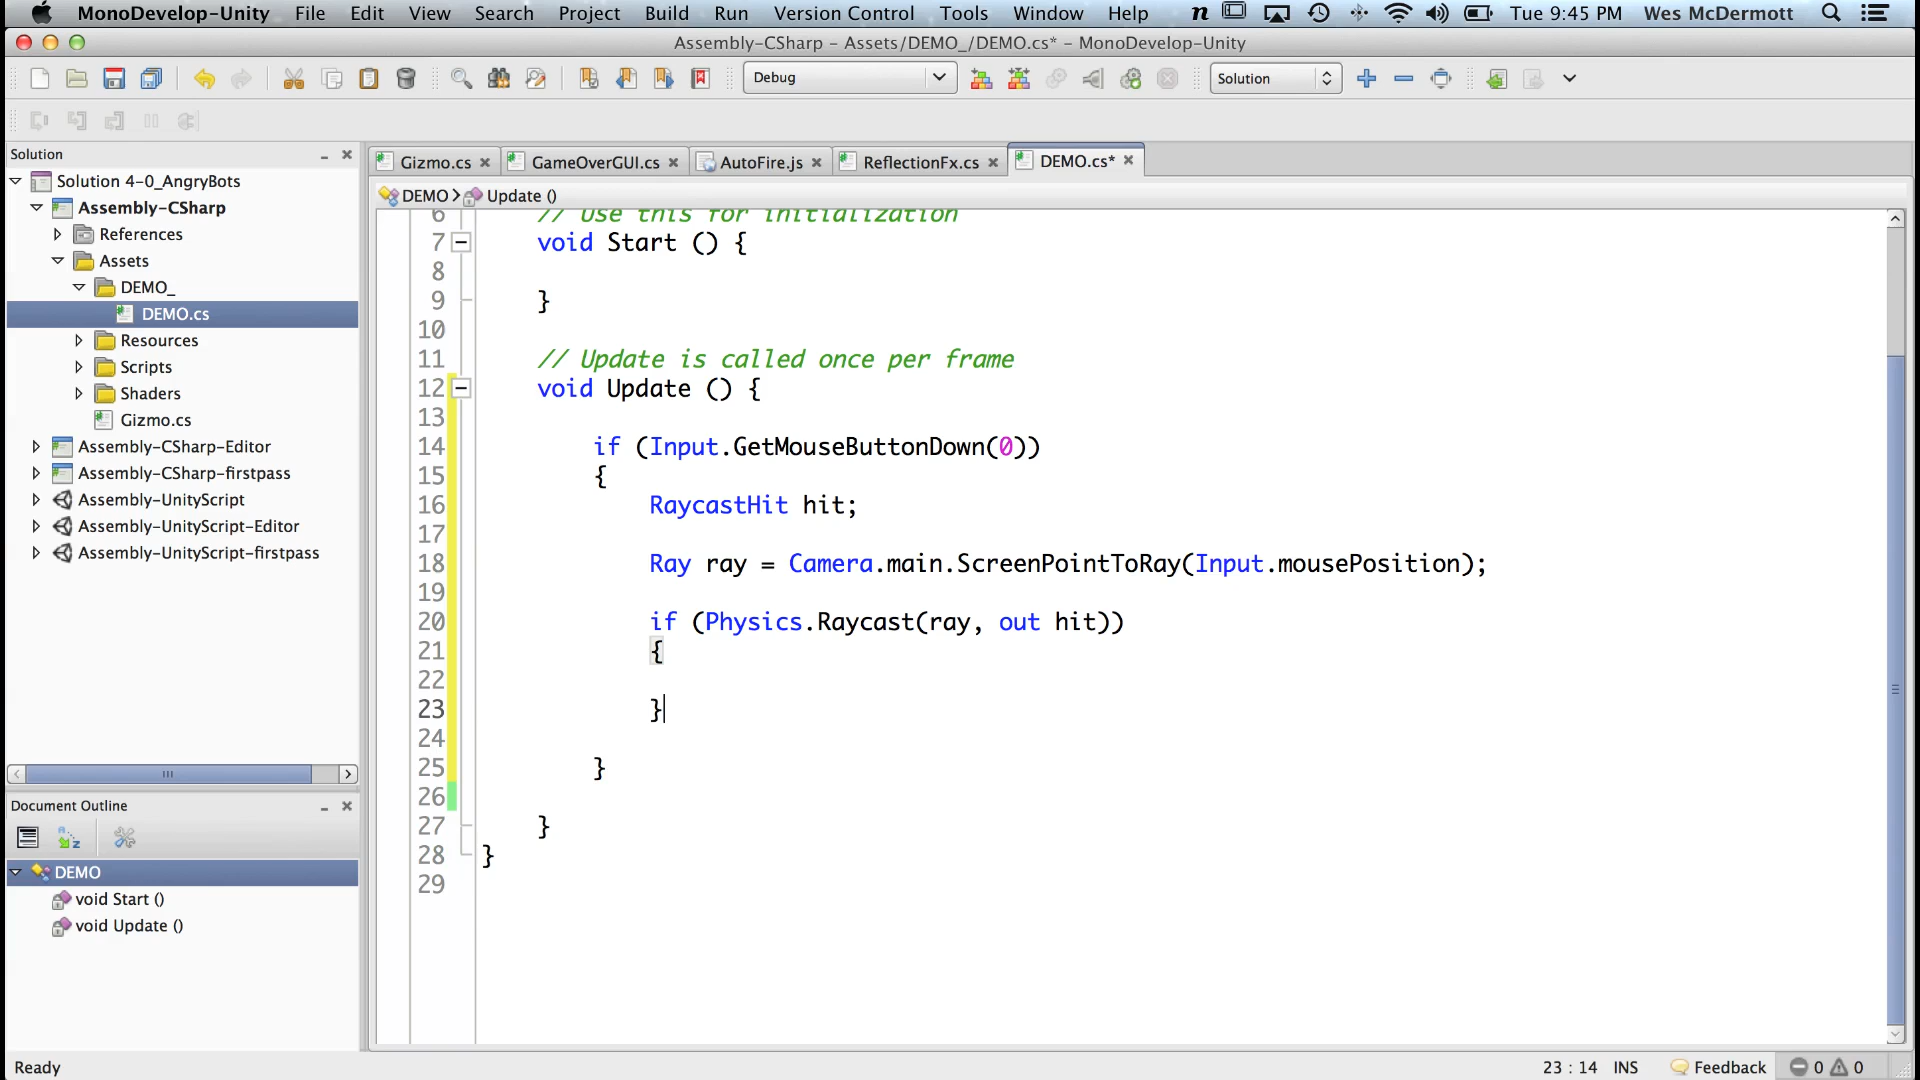 MonoDevelop-Unity File Edit View Search Project Build Run Version Control Tools Window Help Tue 9:45 PM Wes McDermott
Assembly-CSharp – Assets/DEMO_/DEMO.cs* – MonoDevelop-Unity
Debug Solution
Solution
Solution 4-0_AngryBots
Assembly-CSharp
References
Assets
DEMO_
DEMO.cs
Resources
Scripts
Shaders
Gizmo.cs
Assembly-CSharp-Editor
Assembly-CSharp-firstpass
Assembly-UnityScript
Assembly-UnityScript-Editor
Assembly-UnityScript-firstpass
Document Outline
DEMO
void Start ()
void Update ()
Gizmo.cs GameOverGUI.cs AutoFire.js ReflectionFx.cs DEMO.cs*
DEMO Update ()
6 // Use this for initialization
7 void Start () {
8
9 }
10
11 // Update is called once per frame
12 void Update () {
13
14 if (Input.GetMouseButtonDown(0))
15 {
16 RaycastHit hit;
17
18 Ray ray = Camera.main.ScreenPointToRay(Input.mousePosition);
19
20 if (Physics.Raycast(ray, out hit))
21 {
22
23 }
24
25 }
26
27 }
28 }
29
Ready 23 : 14 INS Feedback 0 0